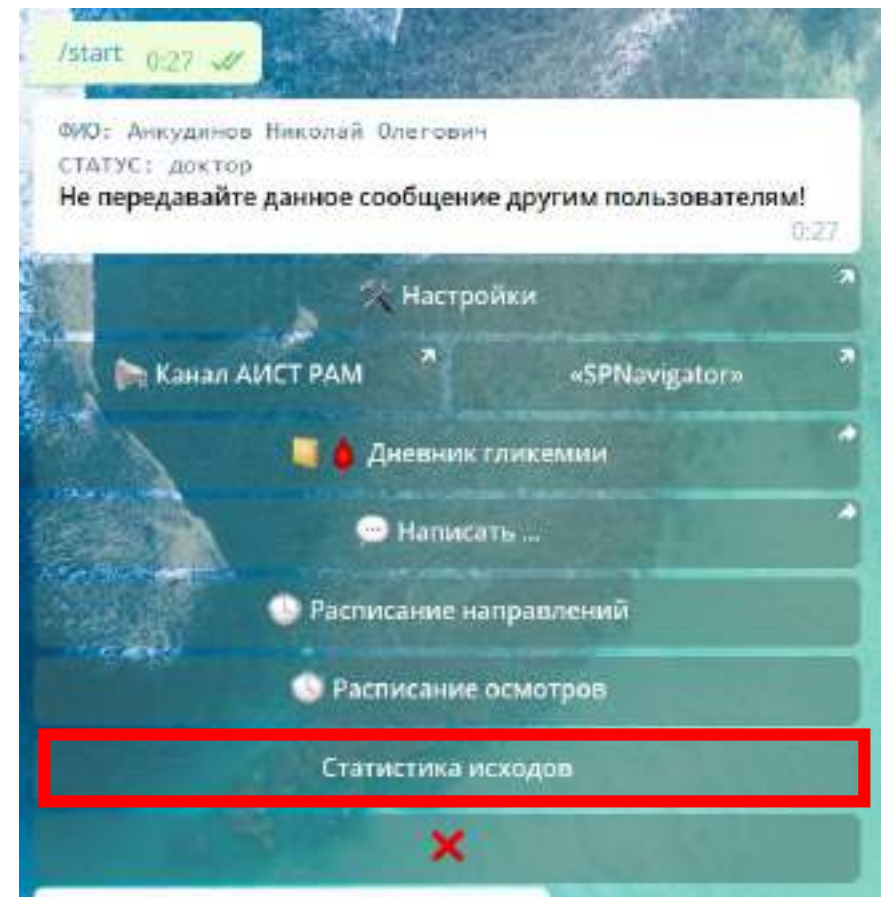 /start 0:27
ФИО: Анкудинов Николай Олегович
СТАТУС: доктор
Не передавайте данное сообщение другим пользователям!
0:27
Настройки
Канал АИСТ РАМ «SPNavigator»
Дневник гликемии
Написать ...
Расписание направлений
Расписание осмотров
Статистика исходов